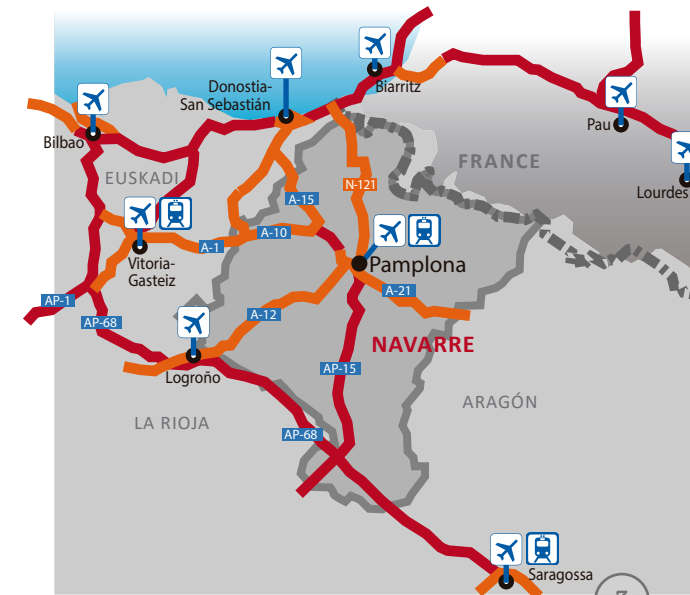 Donostia-
San Sebastián
Biarritz
Pau
Bilbao
FRANCE
EUSKADI
N-121
Lourdes
A-15
A-10
A-1
Vitoria-
Gasteiz
Pamplona
A-21
AP-1
A-12
AP-68
NAVARRE
AP-15
Logroño
ARAGÓN
LA RIOJA
AP-68
Saragossa